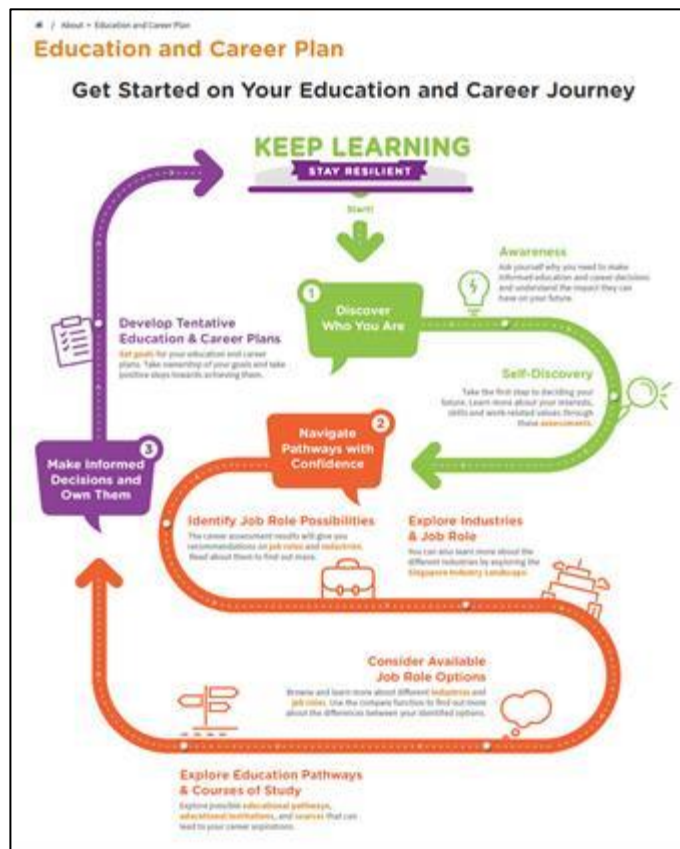 / About > Education and Career Plan
Education and Career Plan
Get Started on Your Education and Career Journey
KEEP LEARNING
STAY RESILIENT
Start!
1
Discover
Who You Are
Awareness
Ask yourself why you need to make
informed education and career decisions
and understand the impact they can
have on your future.
Self-Discovery
Take the first step to deciding your
future. Learn more about your interests,
skills and work-related values through
these assessments.
2
Navigate
Pathways with
Confidence
Identify Job Role Possibilities
The career assessment results will give you
recommendations on job roles and industries.
Read about them to find out more.
Explore Industries
& Job Role
You can also learn more about the
different industries by exploring the
Singapore Industry Landscape.
Consider Available
Job Role Options
Browse and learn more about different industries and
job roles. Use the compare function to find out more
about the differences between your identified options.
Explore Education Pathways
& Courses of Study
Explore possible educational pathways,
educational institutions, and courses that can
lead to your career aspirations.
3
Make Informed
Decisions and
Own Them
Develop Tentative
Education & Career Plans
Set goals for your education and career
plans. Take ownership of your goals and take
positive steps towards achieving them.